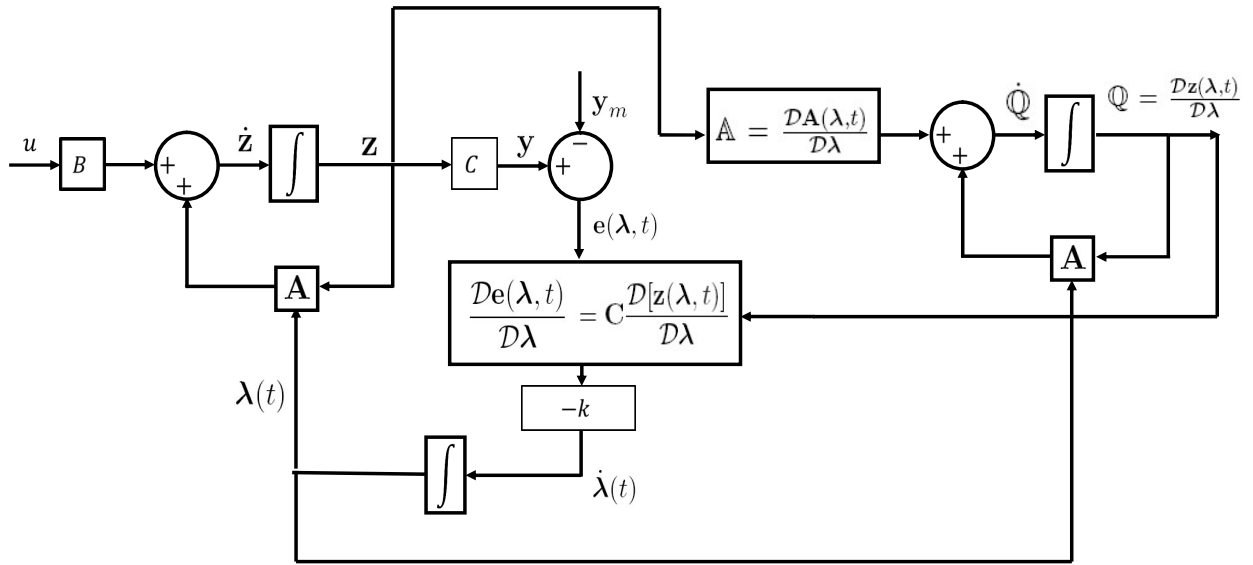 u
B
+
+
ż
∫
z
C
y
y_m
−
+
e(λ, t)
𝔸 = 𝒟A(λ,t)/𝒟λ
+
+
ℚ̇
∫
ℚ = 𝒟z(λ,t)/𝒟λ
A
A
𝒟e(λ, t)/𝒟λ = C 𝒟[z(λ, t)]/𝒟λ
−k
λ(t)
∫
λ̇(t)